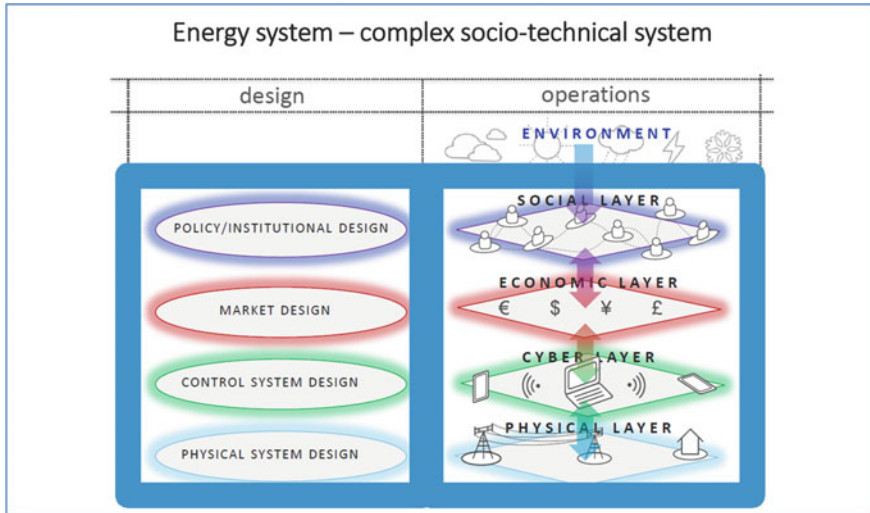 Energy system – complex socio-technical system
design
operations
ENVIRONMENT
POLICY/INSTITUTIONAL DESIGN
SOCIAL LAYER
MARKET DESIGN
ECONOMIC LAYER
€ $ ¥ £
CONTROL SYSTEM DESIGN
CYBER LAYER
PHYSICAL SYSTEM DESIGN
PHYSICAL LAYER